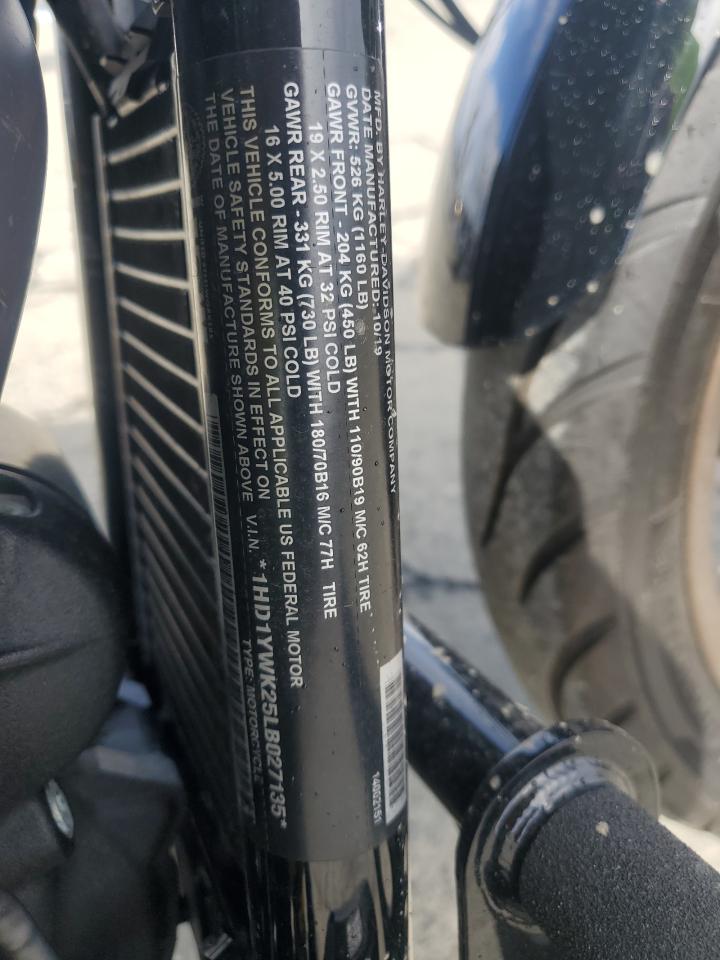 MFD. BY HARLEY-DAVIDSON MOTOR COMPANY
DATE MANUFACTURED: 10/19
GVWR: 526 KG (1160 LB)
GAWR FRONT - 204 KG (450 LB) WITH 110/90B19 M/C 62H TIRE
19 X 2.50 RIM AT 32 PSI COLD
GAWR REAR - 331 KG (730 LB) WITH 180/70B16 M/C 77H TIRE
16 X 5.00 RIM AT 40 PSI COLD
THIS VEHICLE CONFORMS TO ALL APPLICABLE US FEDERAL MOTOR
VEHICLE SAFETY STANDARDS IN EFFECT ON
THE DATE OF MANUFACTURE SHOWN ABOVE V.I.N. *1HD1YWK25LB027135*
TYPE: MOTORCYCLE
14002151